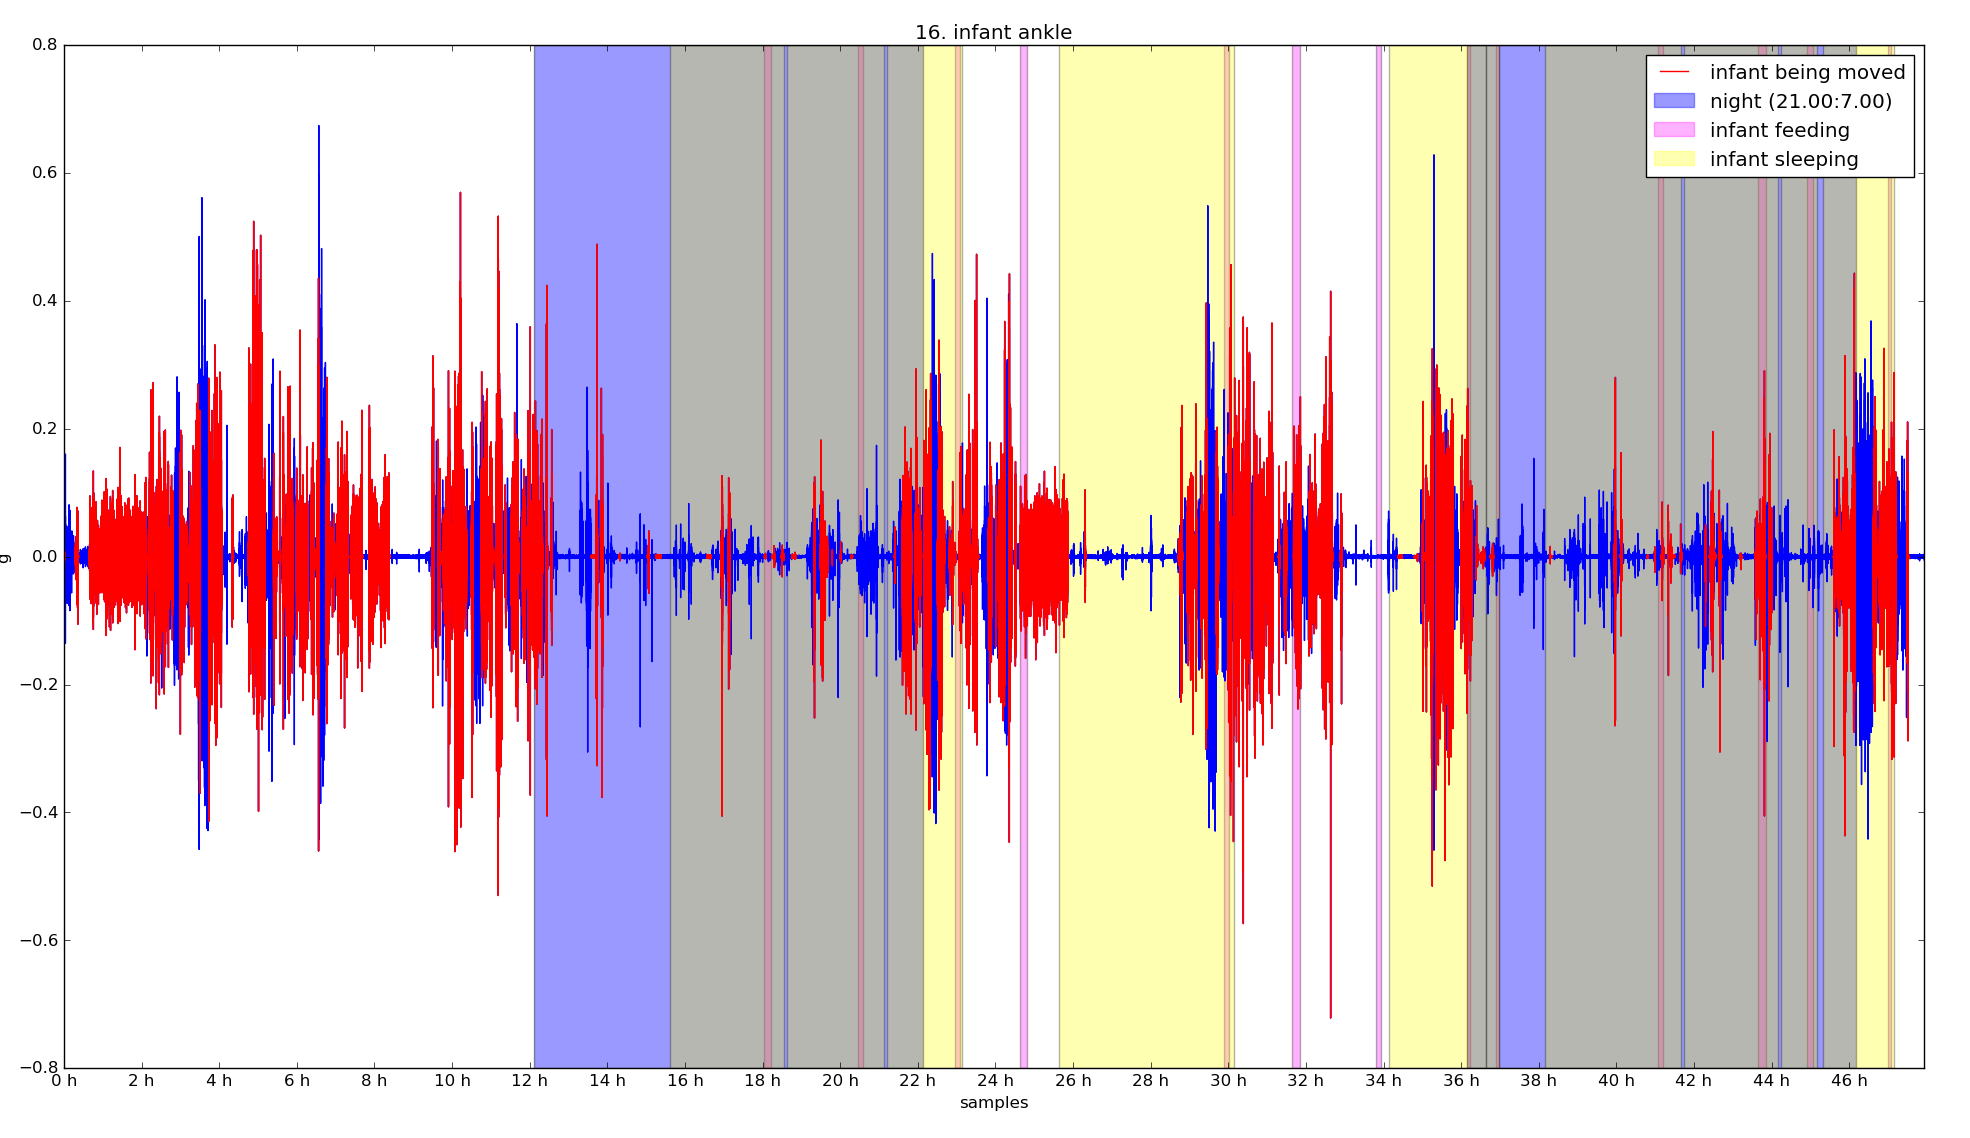 16. infant ankle
0.8
0.6
0.4
0.2
0.0
−0.2
−0.4
−0.6
−0.8
g
infant being moved
night (21.00:7.00)
infant feeding
infant sleeping
0 h 2 h 4 h 6 h 8 h 10 h 12 h 14 h 16 h 18 h 20 h 22 h 24 h 26 h 28 h 30 h 32 h 34 h 36 h 38 h 40 h 42 h 44 h 46 h
samples